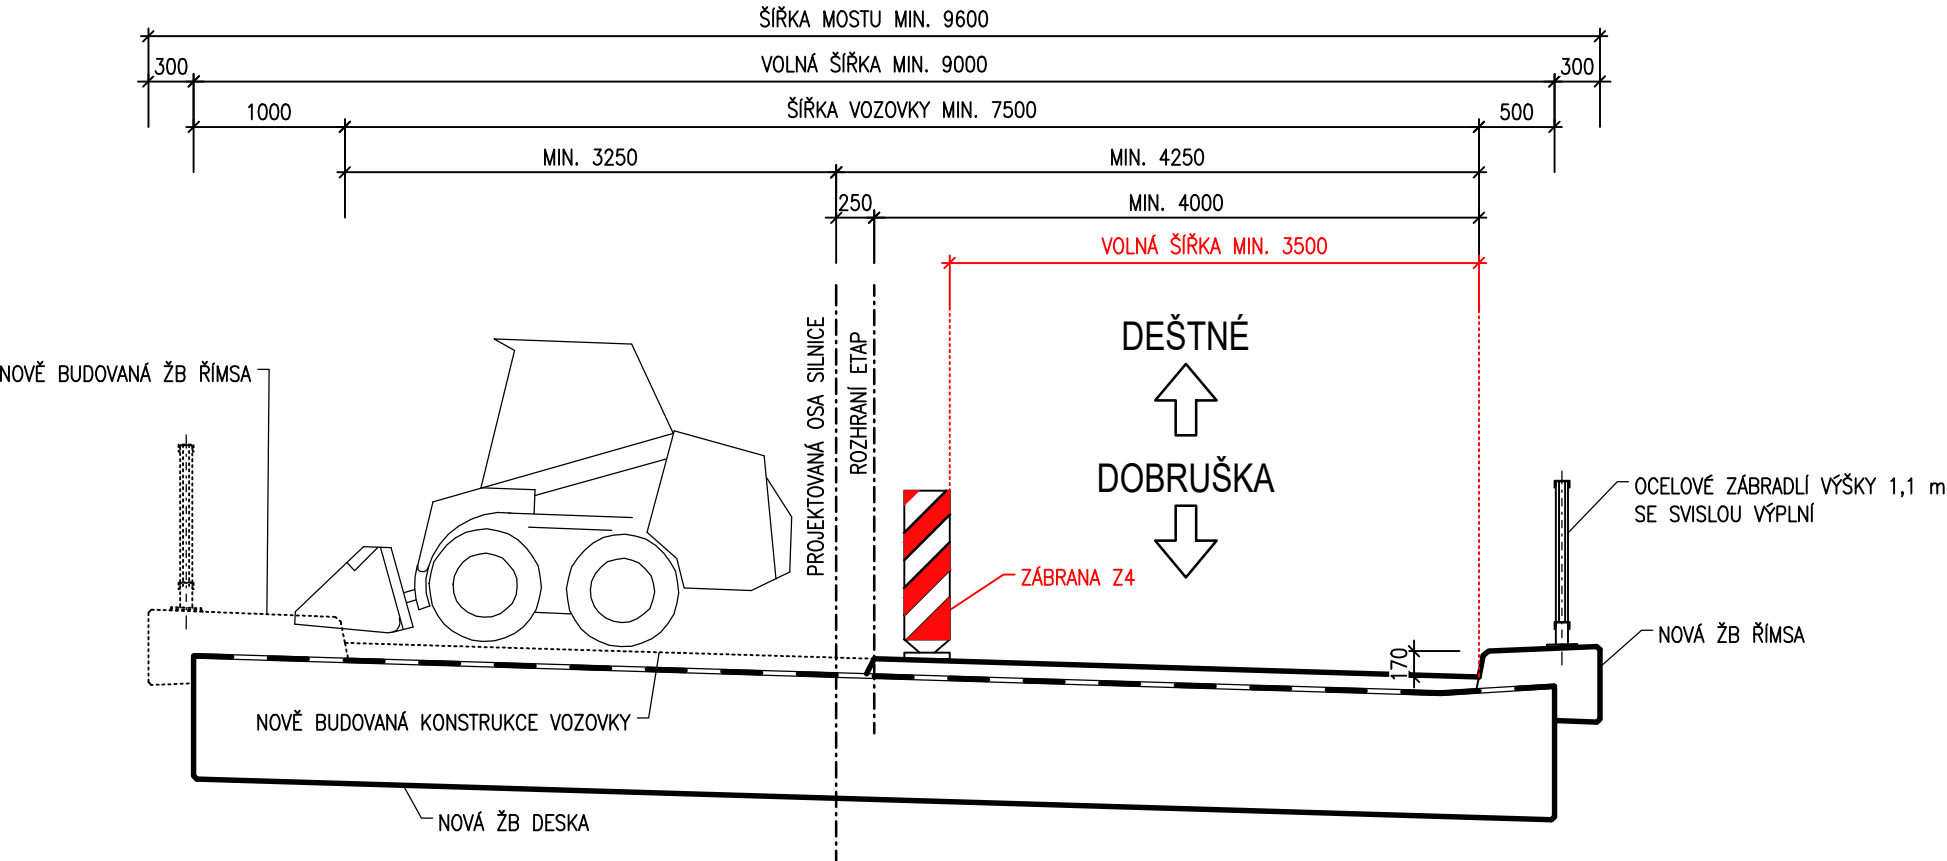 ŠÍŘKA MOSTU MIN. 9600
300
VOLNÁ ŠÍŘKA MIN. 9000
300
1000
ŠÍŘKA VOZOVKY MIN. 7500
500
MIN. 3250
MIN. 4250
250
MIN. 4000
VOLNÁ ŠÍŘKA MIN. 3500
PROJEKTOVANÁ OSA SILNICE
ROZHRANÍ ETAP
DEŠTNÉ
DOBRUŠKA
NOVĚ BUDOVANÁ ŽB ŘÍMSA
OCELOVÉ ZÁBRADLÍ VÝŠKY 1,1 m
SE SVISLOU VÝPLNÍ
ZÁBRANA Z4
NOVÁ ŽB ŘÍMSA
170
NOVĚ BUDOVANÁ KONSTRUKCE VOZOVKY
NOVÁ ŽB DESKA